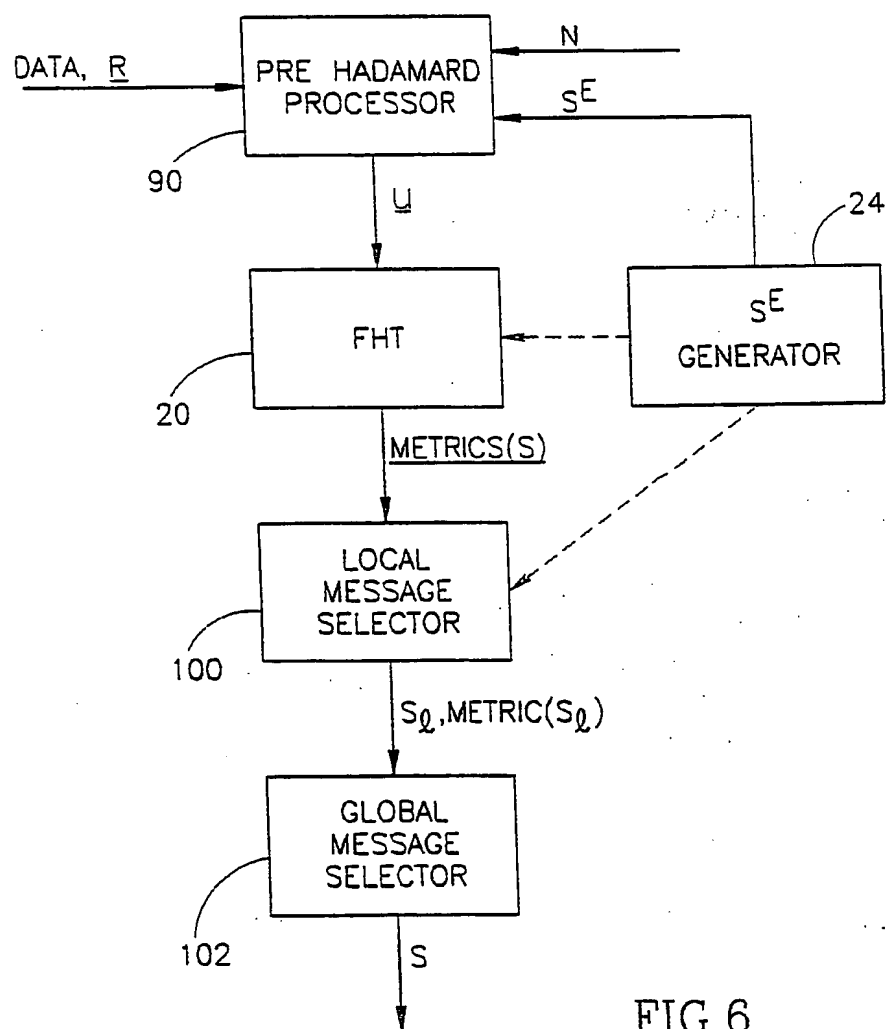 N
DATA, R
PRE HADAMARD
PROCESSOR
S^E
90
U
24
FHT
S^E
GENERATOR
20
METRICS(S)
LOCAL
MESSAGE
SELECTOR
100
Sℓ,METRIC(Sℓ)
GLOBAL
MESSAGE
SELECTOR
102
S
FIG.6